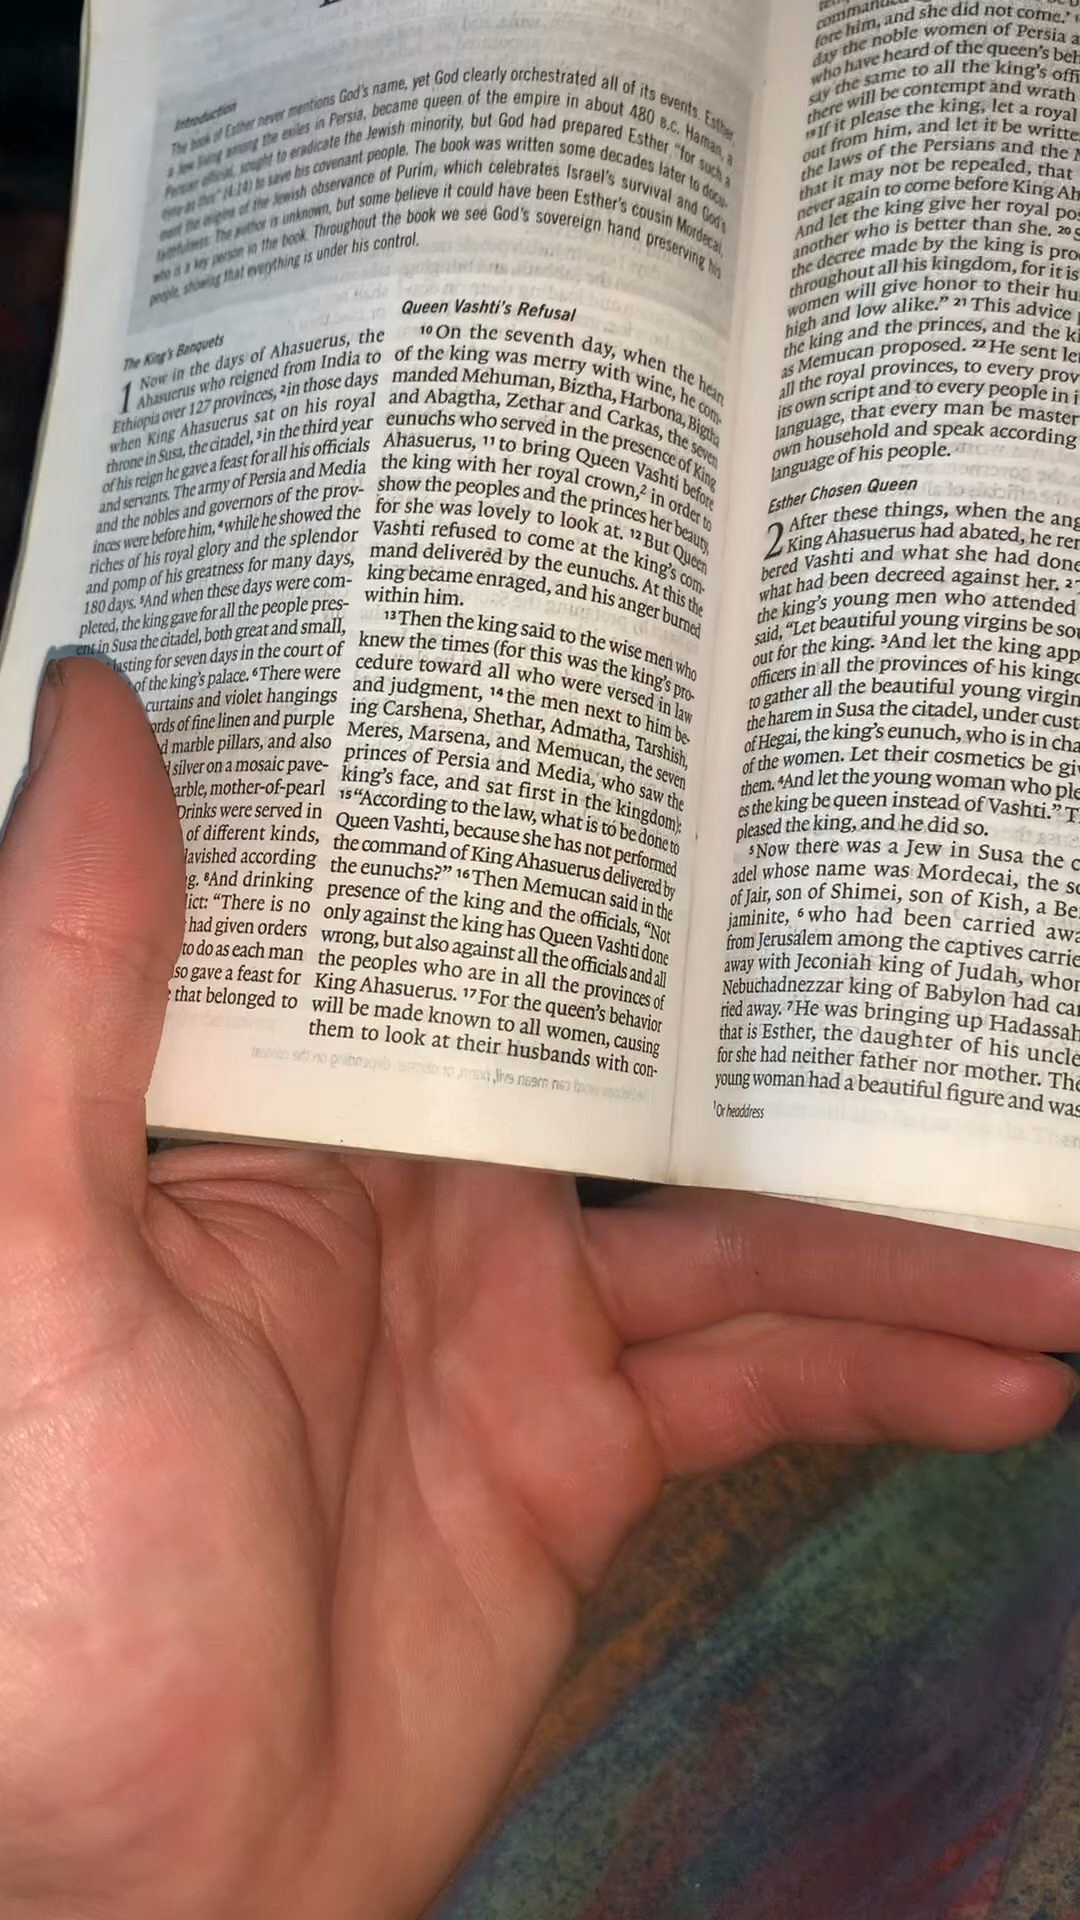 Introduction
The book of Esther never mentions God's name, yet God clearly orchestrated all of its events. Esther,
a Jew living among the exiles in Persia, became queen of the empire in about 480 B.C. Haman, a
Persian official, sought to eradicate the Jewish minority, but God had prepared Esther "for such a
time as this" (4:14) to save his covenant people. The book was written some decades later to docu-
ment the origins of the Jewish observance of Purim, which celebrates Israel's survival and God's
faithfulness. The author is unknown, but some believe it could have been Esther's cousin Mordecai,
who is a key person in the book. Throughout the book we see God's sovereign hand preserving his
people, showing that everything is under his control.
The King's Banquets
1 Now in the days of Ahasuerus, the
Ahasuerus who reigned from India to
Ethiopia over 127 provinces, 2 in those days
when King Ahasuerus sat on his royal
throne in Susa, the citadel, 3 in the third year
of his reign he gave a feast for all his officials
and servants. The army of Persia and Media
and the nobles and governors of the prov-
inces were before him, 4 while he showed the
riches of his royal glory and the splendor
and pomp of his greatness for many days,
180 days. 5 And when these days were com-
pleted, the king gave for all the people pres-
ent in Susa the citadel, both great and small,
lasting for seven days in the court of
of the king's palace. 6 There were
curtains and violet hangings
of fine linen and purple
marble pillars, and also
silver on a mosaic pave-
mother-of-pearl
Drinks were served in
of different kinds,
lavished according
8 And drinking
"There is no
had given orders
to do as each man
gave a feast for
that belonged to
Queen Vashti's Refusal
10 On the seventh day, when the heart
of the king was merry with wine, he com-
manded Mehuman, Biztha, Harbona, Bigtha
and Abagtha, Zethar and Carkas, the seven
eunuchs who served in the presence of King
Ahasuerus, 11 to bring Queen Vashti before
the king with her royal crown,2 in order to
show the peoples and the princes her beauty,
for she was lovely to look at. 12 But Queen
Vashti refused to come at the king's com-
mand delivered by the eunuchs. At this the
king became enraged, and his anger burned
within him.
13 Then the king said to the wise men who
knew the times (for this was the king's pro-
cedure toward all who were versed in law
and judgment, 14 the men next to him be-
ing Carshena, Shethar, Admatha, Tarshish,
Meres, Marsena, and Memucan, the seven
princes of Persia and Media, who saw the
king's face, and sat first in the kingdom):
15 "According to the law, what is to be done to
Queen Vashti, because she has not performed
the command of King Ahasuerus delivered by
the eunuchs?" 16 Then Memucan said in the
presence of the king and the officials, "Not
only against the king has Queen Vashti done
wrong, but also against all the officials and all
the peoples who are in all the provinces of
King Ahasuerus. 17 For the queen's behavior
will be made known to all women, causing
them to look at their husbands with con-
fore him, and she did not come.'
day the noble women of Persia
who have heard of the queen's
say the same to all the king's
there will be contempt and wrath
19 If it please the king, let a royal
out from him, and let it be
the laws of the Persians and the
that it may not be repealed, that
never again to come before King
And let the king give her royal
another who is better than she. 20
the decree made by the king is
throughout all his kingdom, for it is
women will give honor to their
high and low alike." 21 This advice
the king and the princes, and the
as Memucan proposed. 22 He sent
all the royal provinces, to every
its own script and to every people in
language, that every man be master
own household and speak according
language of his people.
Esther Chosen Queen
2 After these things, when the
King Ahasuerus had abated, he
bered Vashti and what she had done
what had been decreed against her. 2
the king's young men who attended
said, "Let beautiful young virgins be
out for the king. 3 And let the king
officers in all the provinces of his
to gather all the beautiful young
the harem in Susa the citadel, under
of Hegai, the king's eunuch, who is in
of the women. Let their cosmetics be
them. 4 And let the young woman who
es the king be queen instead of Vashti."
pleased the king, and he did so.
5 Now there was a Jew in Susa the
adel whose name was Mordecai, the
of Jair, son of Shimei, son of Kish, a
jaminite, 6 who had been carried
from Jerusalem among the captives
away with Jeconiah king of Judah,
Nebuchadnezzar king of Babylon had
ried away. 7 He was bringing up Hadassah
that is Esther, the daughter of his uncle
for she had neither father nor mother.
young woman had a beautiful figure and was
1 Or headdress